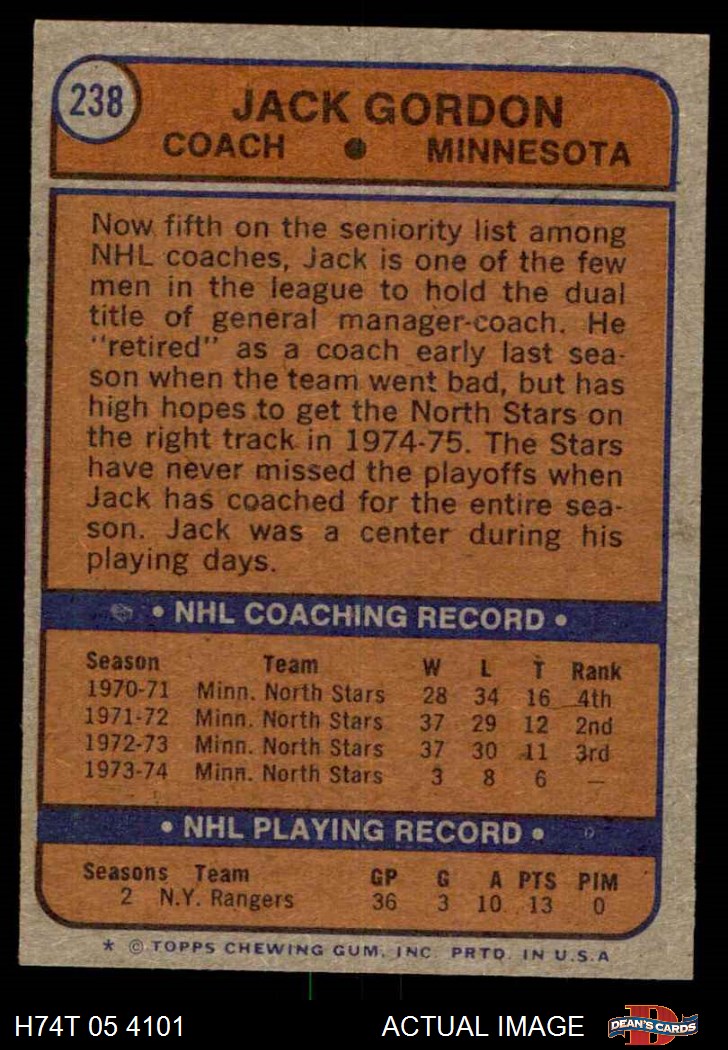 238
JACK GORDON
COACH ● MINNESOTA
Now fifth on the seniority list among
NHL coaches, Jack is one of the few
men in the league to hold the dual
title of general manager-coach. He
"retired" as a coach early last sea-
son when the team went bad, but has
high hopes to get the North Stars on
the right track in 1974-75. The Stars
have never missed the playoffs when
Jack has coached for the entire sea-
son. Jack was a center during his
playing days.
• NHL COACHING RECORD •
Season Team W L T Rank
1970-71 Minn. North Stars 28 34 16 4th
1971-72 Minn. North Stars 37 29 12 2nd
1972-73 Minn. North Stars 37 30 11 3rd
1973-74 Minn. North Stars 3 8 6 —
• NHL PLAYING RECORD •
Seasons Team GP G A PTS PIM
2 N.Y. Rangers 36 3 10 13 0
* © TOPPS CHEWING GUM, INC. PRTD. IN U.S.A
H74T 05 4101 ACTUAL IMAGE D DEAN'S CARDS